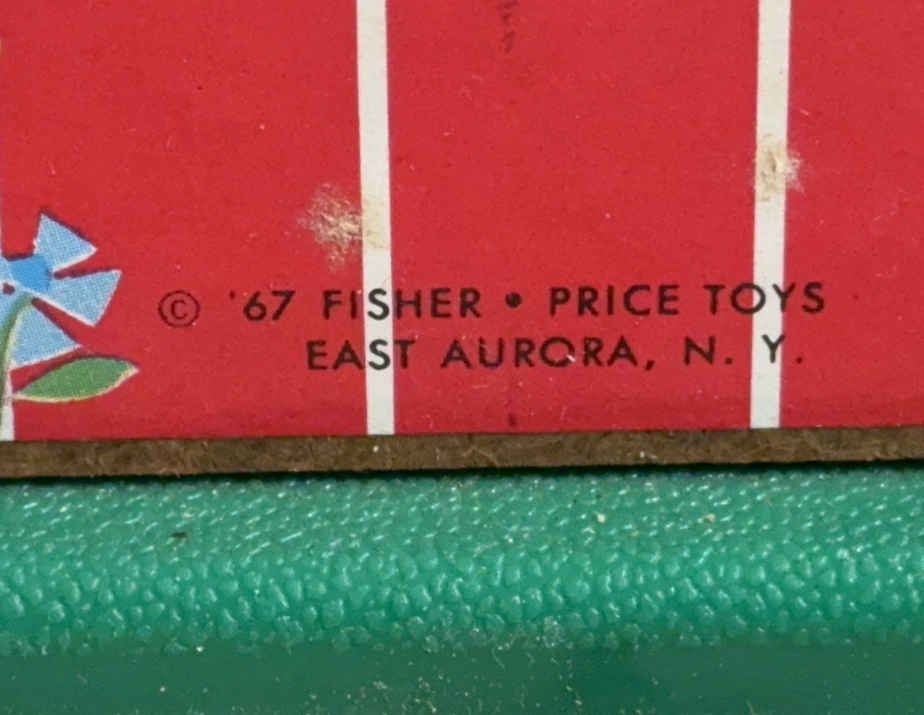 © '67 FISHER • PRICE TOYS
EAST AURORA, N. Y.